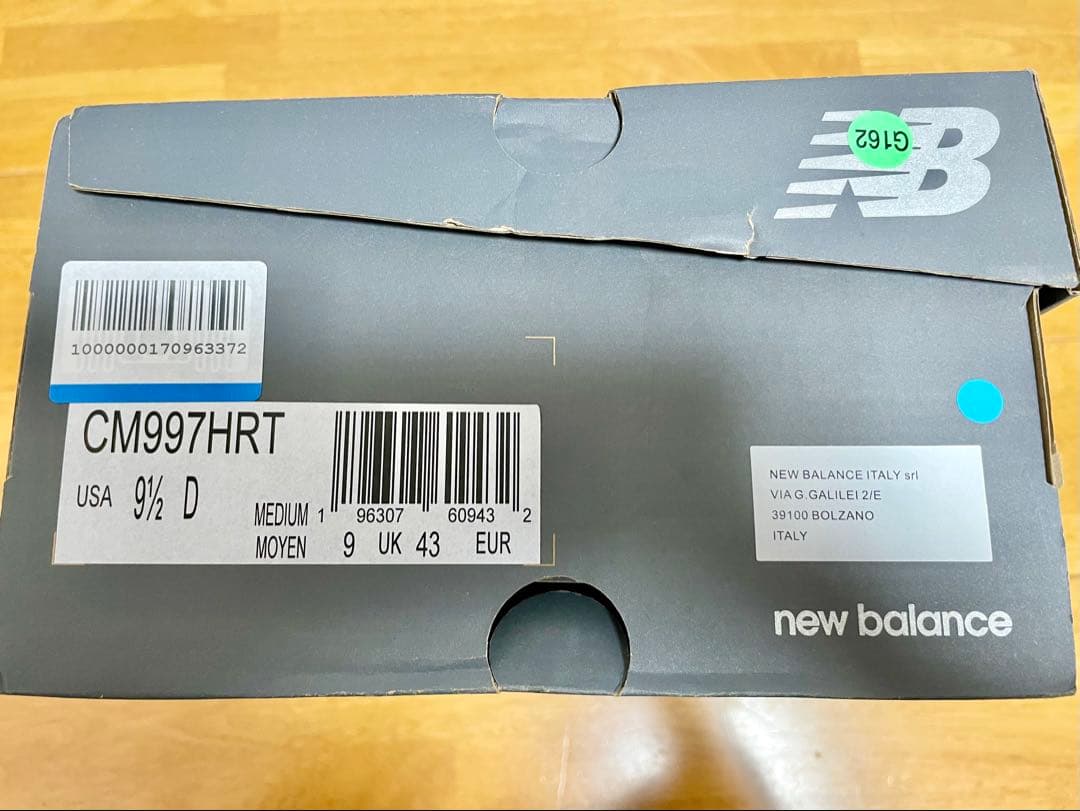 G162
NB
1000000170963372
CM997HRT
USA 9½ D
MEDIUM
MOYEN
1 96307 60943 2
9 UK 43 EUR
NEW BALANCE ITALY srl
VIA G.GALILEI 2/E
39100 BOLZANO
ITALY
new balance